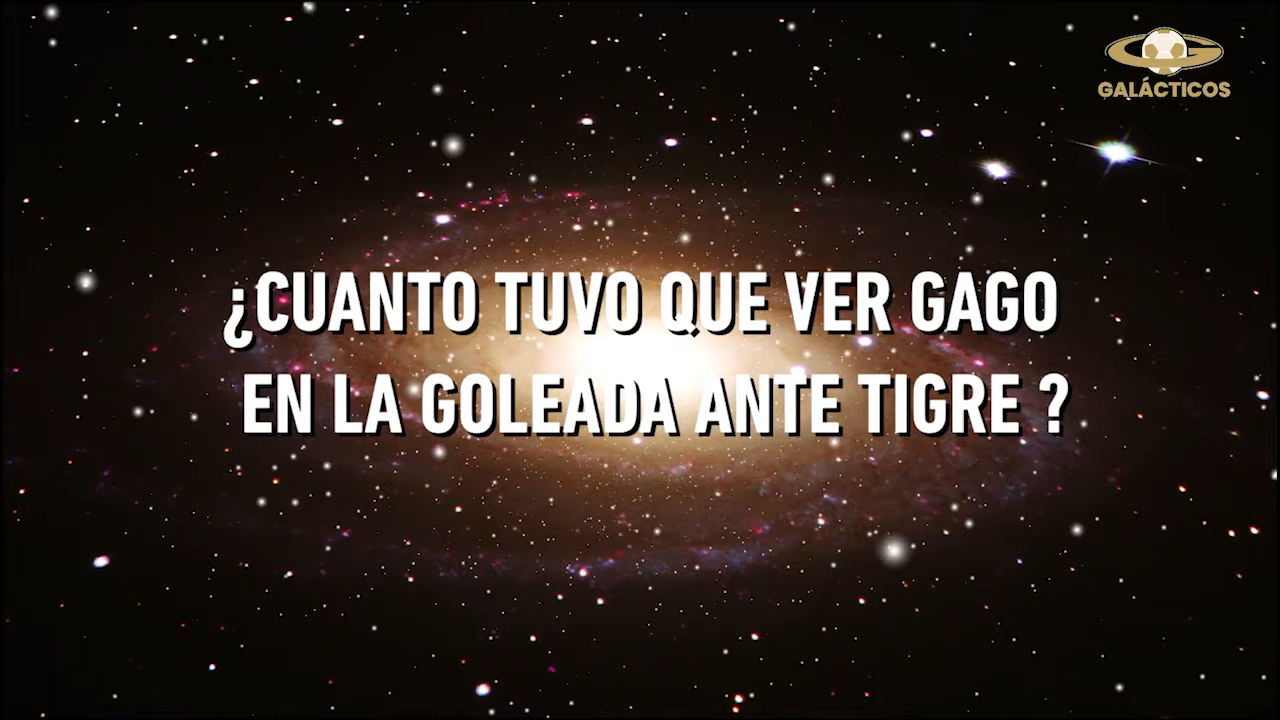 GALÁCTICOS
¿CUANTO TUVO QUE VER GAGO
EN LA GOLEADA ANTE TIGRE ?